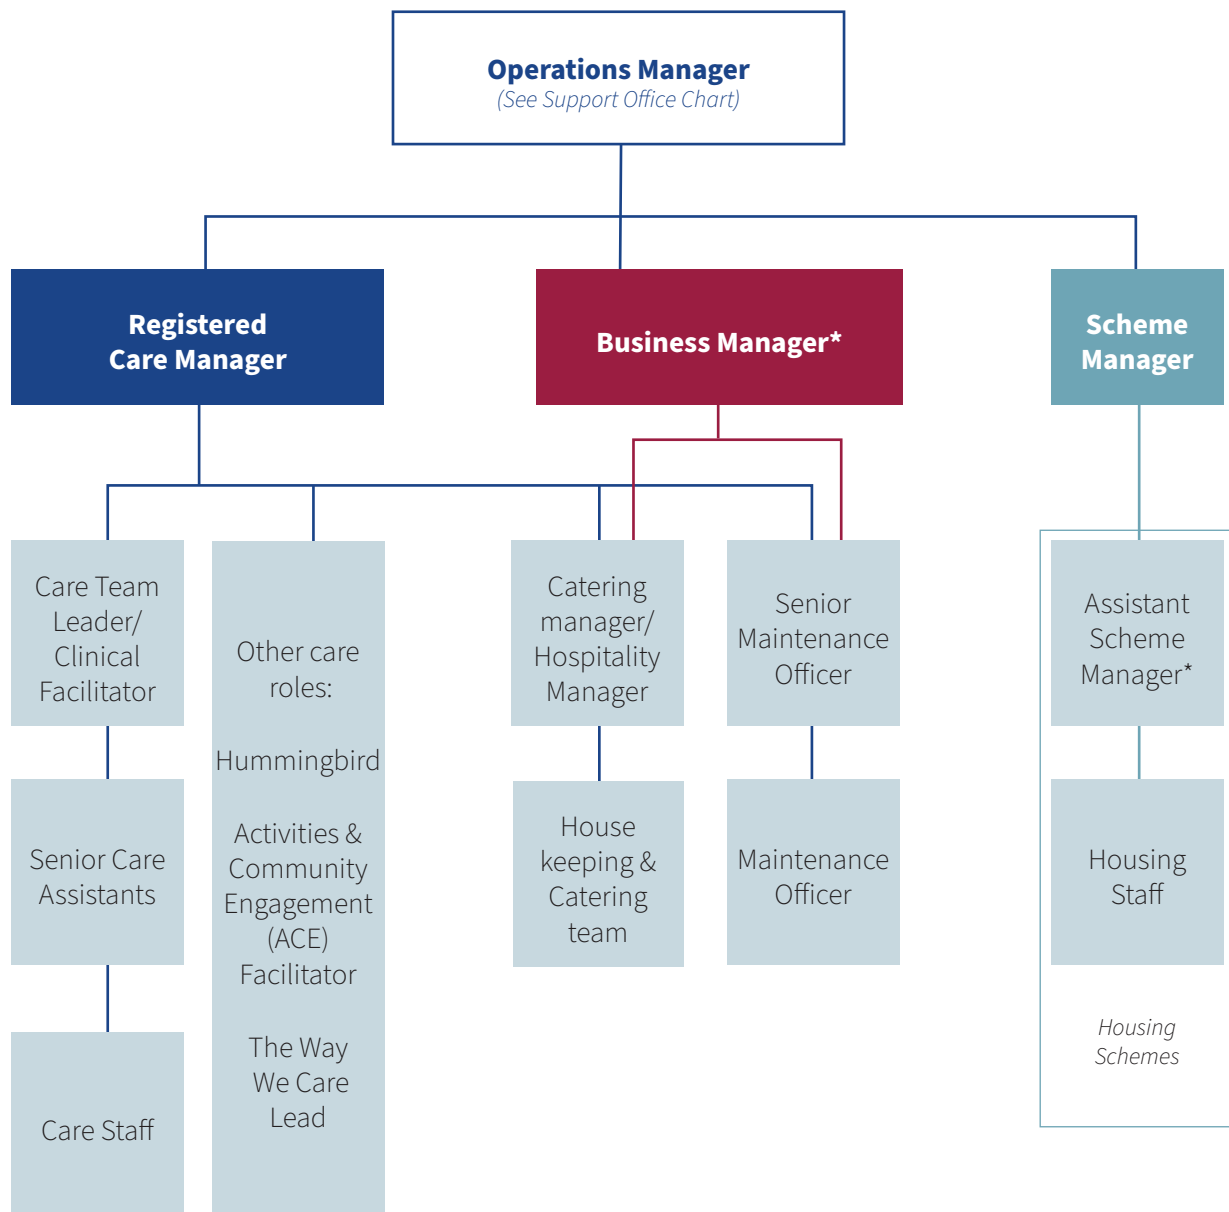 Operations Manager
(See Support Office Chart)
Registered
Care Manager
Business Manager*
Scheme
Manager
Care Team
Leader/
Clinical
Facilitator
Other care
roles:
Hummingbird
Activities &
Community
Engagement
(ACE)
Facilitator
The Way
We Care
Lead
Catering
manager/
Hospitality
Manager
Senior
Maintenance
Officer
Assistant
Scheme
Manager*
Senior Care
Assistants
House
keeping &
Catering
team
Maintenance
Officer
Housing
Staff
Housing
Schemes
Care Staff